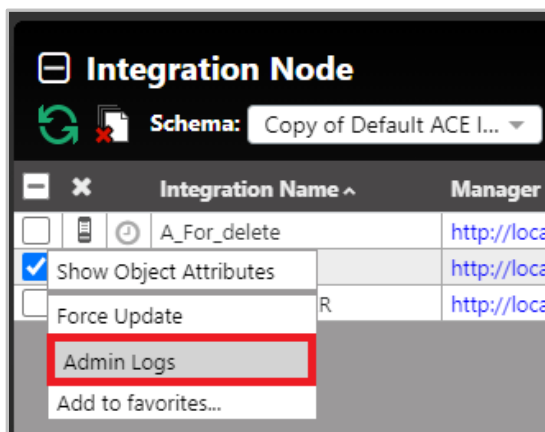 Integration Node
Schema: Copy of Default ACE I...
Integration Name Manager
A_For_delete http://loca
Show Object Attributes http://loca
Force Update R http://loca
Admin Logs
Add to favorites...